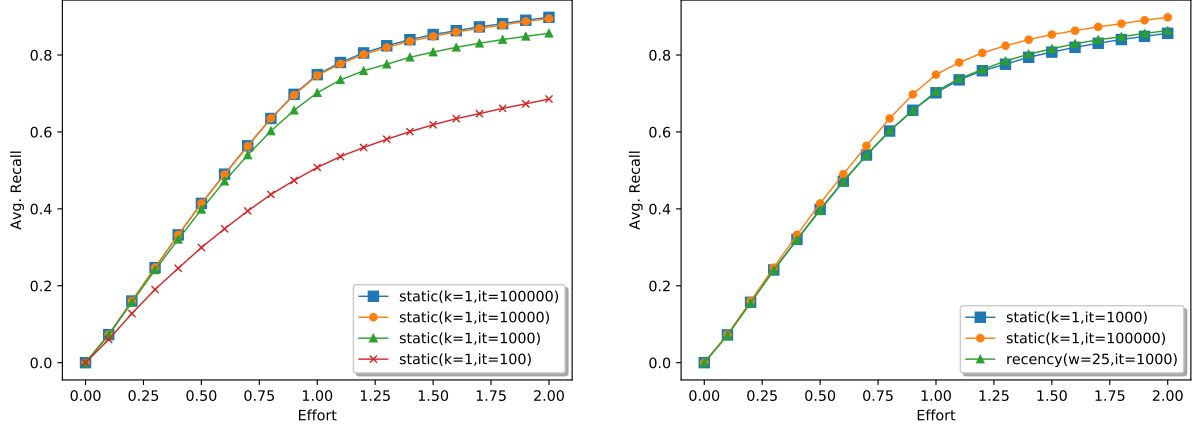 0.8
0.6
0.4
0.2
0.0
Avg. Recall
static(k=1,it=100000)
static(k=1,it=10000)
static(k=1,it=1000)
static(k=1,it=100)
0.00 0.25 0.50 0.75 1.00 1.25 1.50 1.75 2.00
Effort
0.8
0.6
0.4
0.2
0.0
Avg. Recall
static(k=1,it=1000)
static(k=1,it=100000)
recency(w=25,it=1000)
0.00 0.25 0.50 0.75 1.00 1.25 1.50 1.75 2.00
Effort